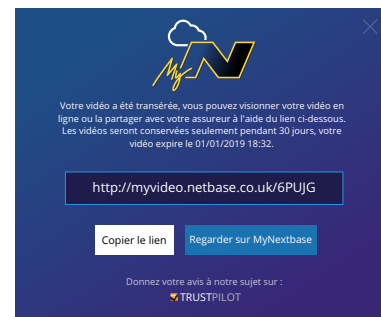 My N
Votre vidéo a été transérée, vous pouvez visionner votre vidéo en
ligne ou la partager avec votre assureur à l'aide du lien ci-dessous.
Les vidéos seront conservées seulement pendant 30 jours, votre
vidéo expire le 01/01/2019 18:32.
http://myvideo.netbase.co.uk/6PUJG
Copier le lien
Regarder sur MyNextbase
Donnez votre avis à notre sujet sur :
TRUSTPILOT